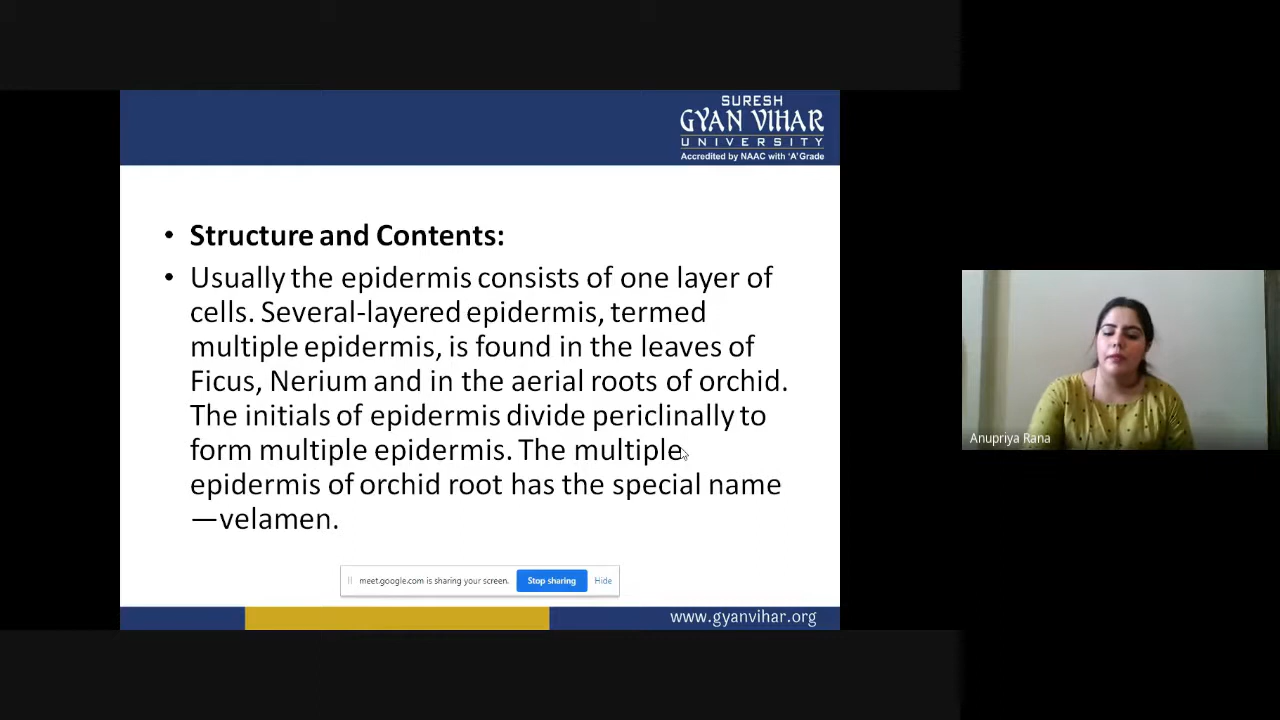 SURESH
GYAN VIHAR
UNIVERSITY
Accredited by NAAC with 'A' Grade
• Structure and Contents:
• Usually the epidermis consists of one layer of
cells. Several-layered epidermis, termed
multiple epidermis, is found in the leaves of
Ficus, Nerium and in the aerial roots of orchid.
The initials of epidermis divide periclinally to
form multiple epidermis. The multiple
epidermis of orchid root has the special name
—velamen.
Anupriya Rana
meet.google.com is sharing your screen. Stop sharing Hide
www.gyanvihar.org